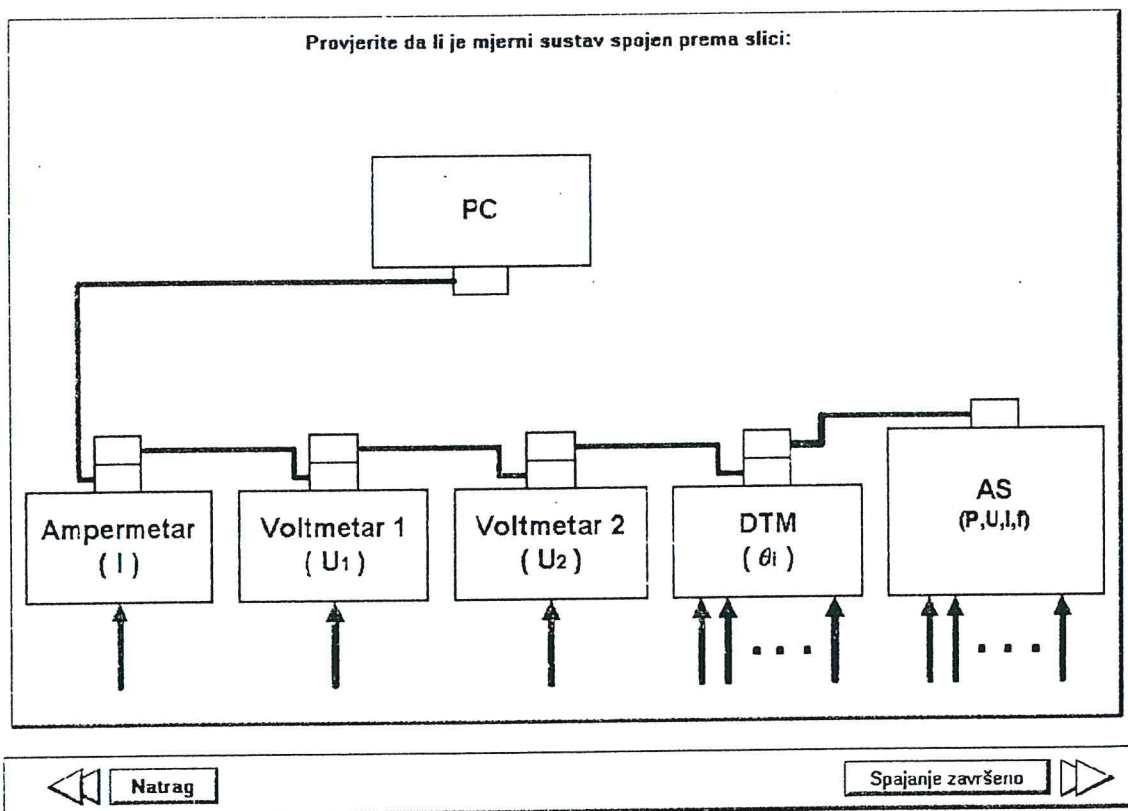 Provjerite da li je mjerni sustav spojen prema slici:
PC
Ampermetar
( I )
Voltmetar 1
( U1 )
Voltmetar 2
( U2 )
DTM
( θi )
AS
(P,U,I,f)
Natrag
Spajanje završeno